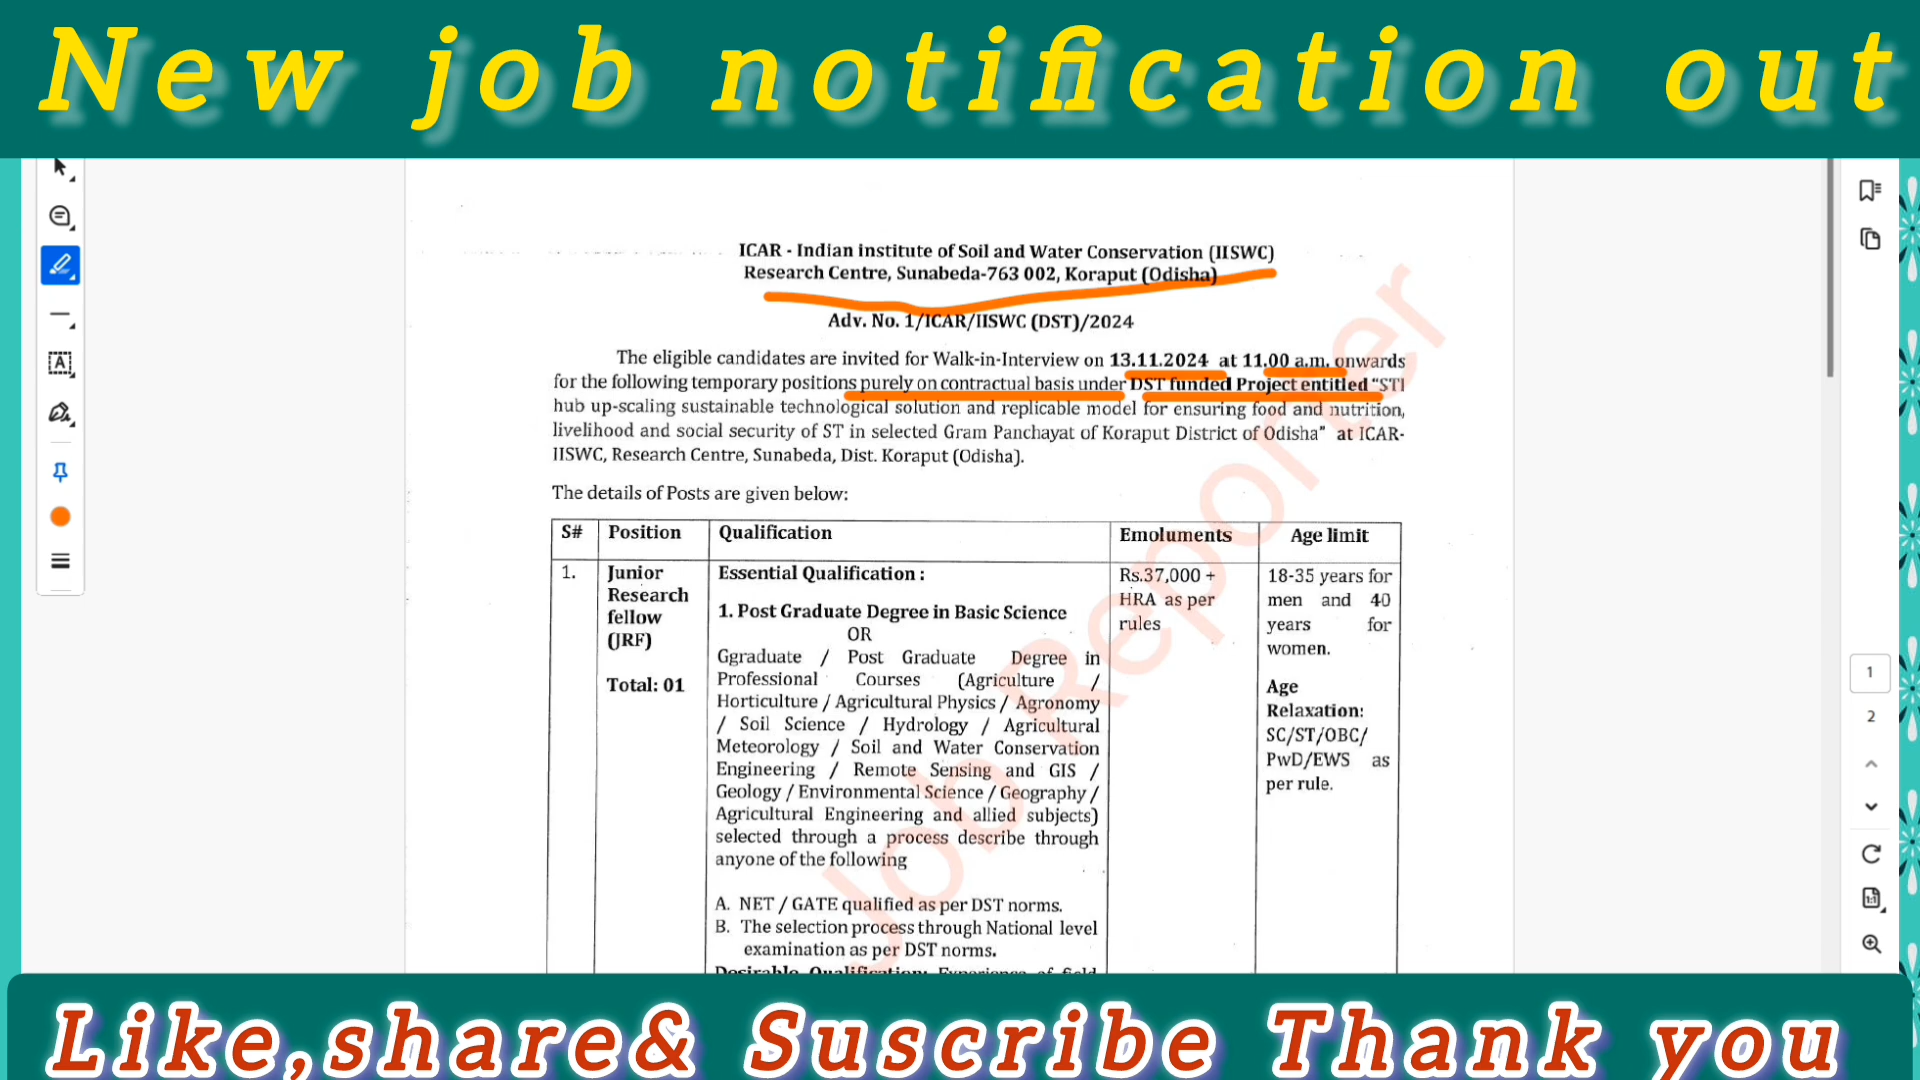 New job notification out
ICAR - Indian institute of Soil and Water Conservation (IISWC)
Research Centre, Sunabeda-763 002, Koraput (Odisha)
Adv. No. 1/ICAR/IISWC (DST)/2024
The eligible candidates are invited for Walk-in-Interview on 13.11.2024 at 11.00 a.m. onwards
for the following temporary positions purely on contractual basis under DST funded Project entitled "STI
hub up-scaling sustainable technological solution and replicable model for ensuring food and nutrition,
livelihood and social security of ST in selected Gram Panchayat of Koraput District of Odisha" at ICAR-
IISWC, Research Centre, Sunabeda, Dist. Koraput (Odisha).
The details of Posts are given below:
S# Position Qualification Emoluments Age limit
1. Junior
Research
fellow
(JRF)
Total: 01
Essential Qualification :
1. Post Graduate Degree in Basic Science
OR
Ggraduate / Post Graduate Degree in
Professional Courses (Agriculture /
Horticulture / Agricultural Physics / Agronomy
/ Soil Science / Hydrology / Agricultural
Meteorology / Soil and Water Conservation
Engineering / Remote Sensing and GIS /
Geology / Environmental Science / Geography /
Agricultural Engineering and allied subjects)
selected through a process describe through
anyone of the following
A. NET / GATE qualified as per DST norms.
B. The selection process through National level
examination as per DST norms.
Desirable Qualification: Experience of field
Rs.37,000 +
HRA as per
rules
18-35 years for
men and 40
years for
women.
Age
Relaxation:
SC/ST/OBC/
PwD/EWS as
per rule.
Job Reporter
1
2
Like,share& Suscribe Thank you